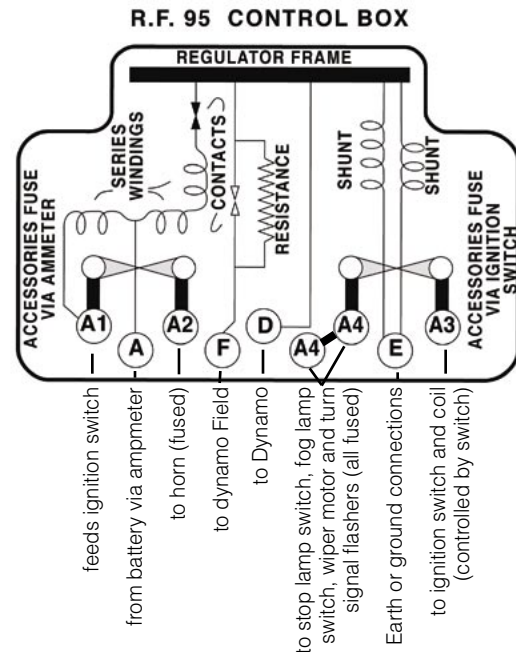 R.F. 95 CONTROL BOX
REGULATOR FRAME
ACCESSORIES FUSE
VIA AMMETER
SERIES
WINDINGS
CONTACTS
RESISTANCE
SHUNT
SHUNT
ACCESSORIES FUSE
VIA IGNITION
SWITCH
A1
A
A2
F
D
A4
A4
E
A3
feeds ignition switch
from battery via ampmeter
to horn (fused)
to dynamo Field
to Dynamo
to stop lamp switch, fog lamp
switch, wiper motor and turn
signal flashers (all fused)
Earth or ground connections
to ignition switch and coil
(controlled by switch)